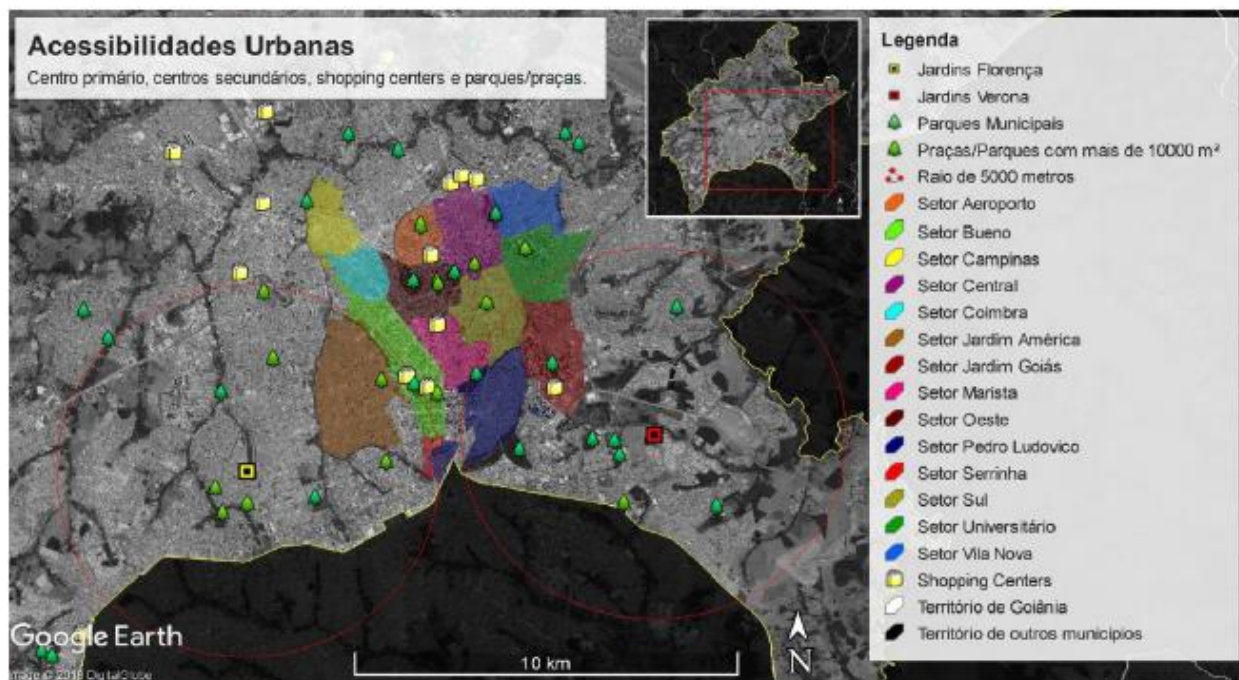 Acessibilidades Urbanas
Centro primário, centros secundários, shopping centers e parques/praças.
Legenda
Jardins Florença
Jardins Verona
Parques Municipais
Praças/Parques com mais de 10000 m²
Raio de 5000 metros
Setor Aeroporto
Setor Bueno
Setor Campinas
Setor Central
Setor Coimbra
Setor Jardim América
Setor Jardim Goiás
Setor Marista
Setor Oeste
Setor Pedro Ludovico
Setor Serrinha
Setor Sul
Setor Universitário
Setor Vila Nova
Shopping Centers
Território de Goiânia
Território de outros municípios
Google Earth
© 2018 DigitalGlobe
10 km
N